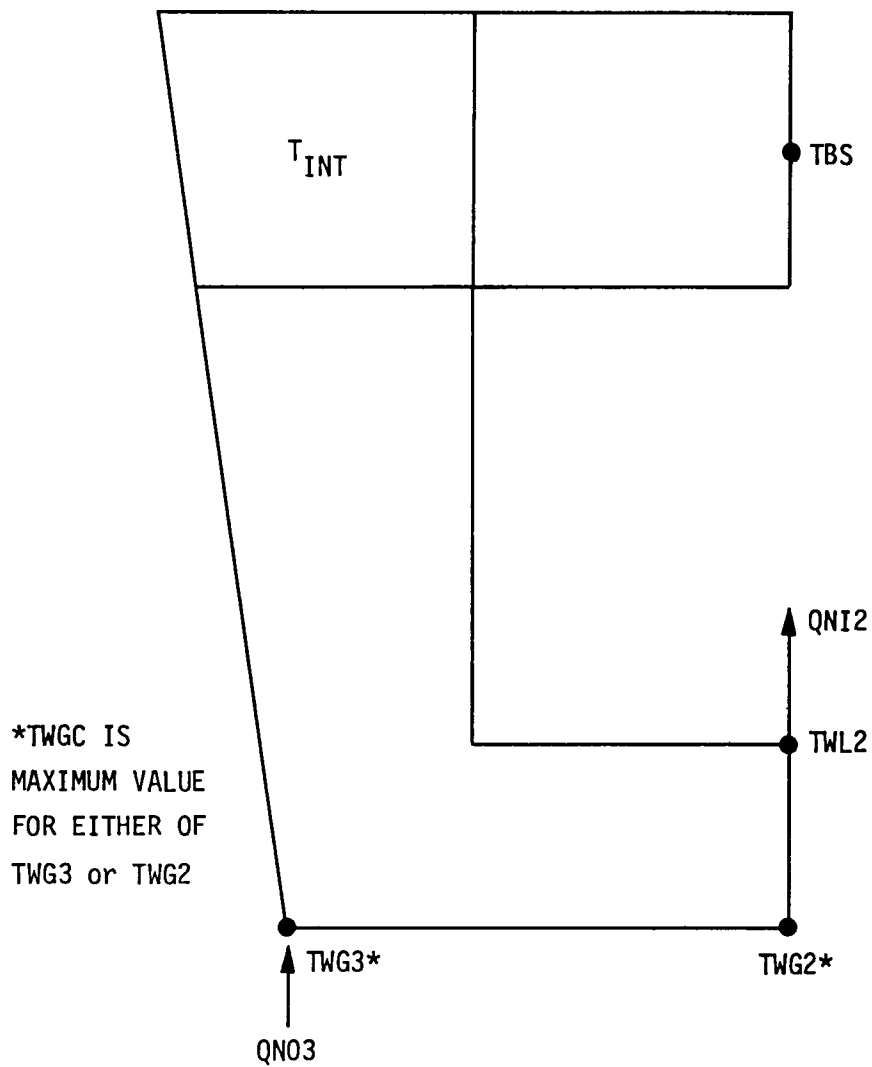 T_INT
TBS
QNI2
TWL2
*TWGC IS
MAXIMUM VALUE
FOR EITHER OF
TWG3 or TWG2
TWG3*
TWG2*
QNO3